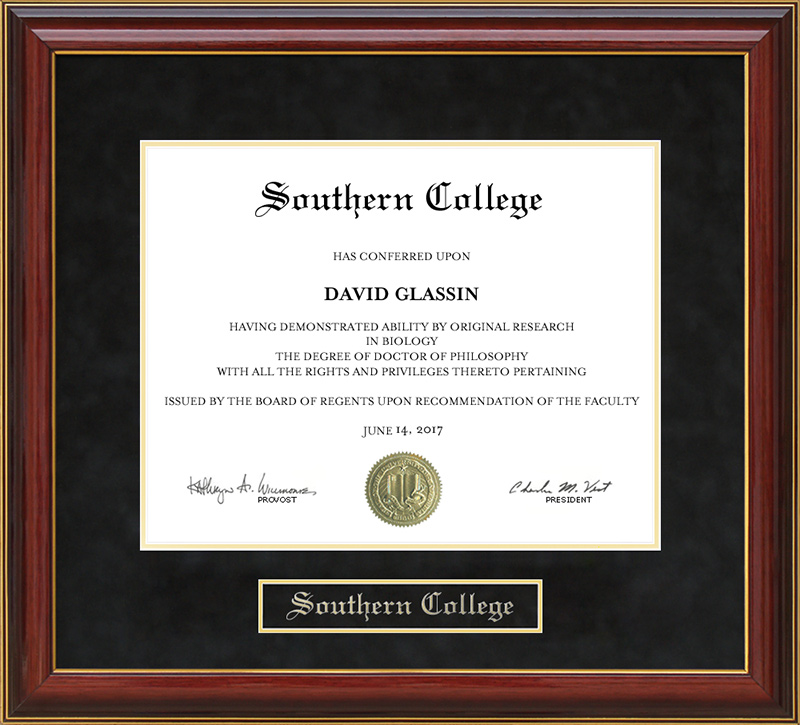 Southern College
HAS CONFERRED UPON
DAVID GLASSIN
HAVING DEMONSTRATED ABILITY BY ORIGINAL RESEARCH
IN BIOLOGY
THE DEGREE OF DOCTOR OF PHILOSOPHY
WITH ALL THE RIGHTS AND PRIVILEGES THERETO PERTAINING
ISSUED BY THE BOARD OF REGENTS UPON RECOMMENDATION OF THE FACULTY
JUNE 14, 2017
PROVOST
Charles M. Vest
PRESIDENT
Southern College